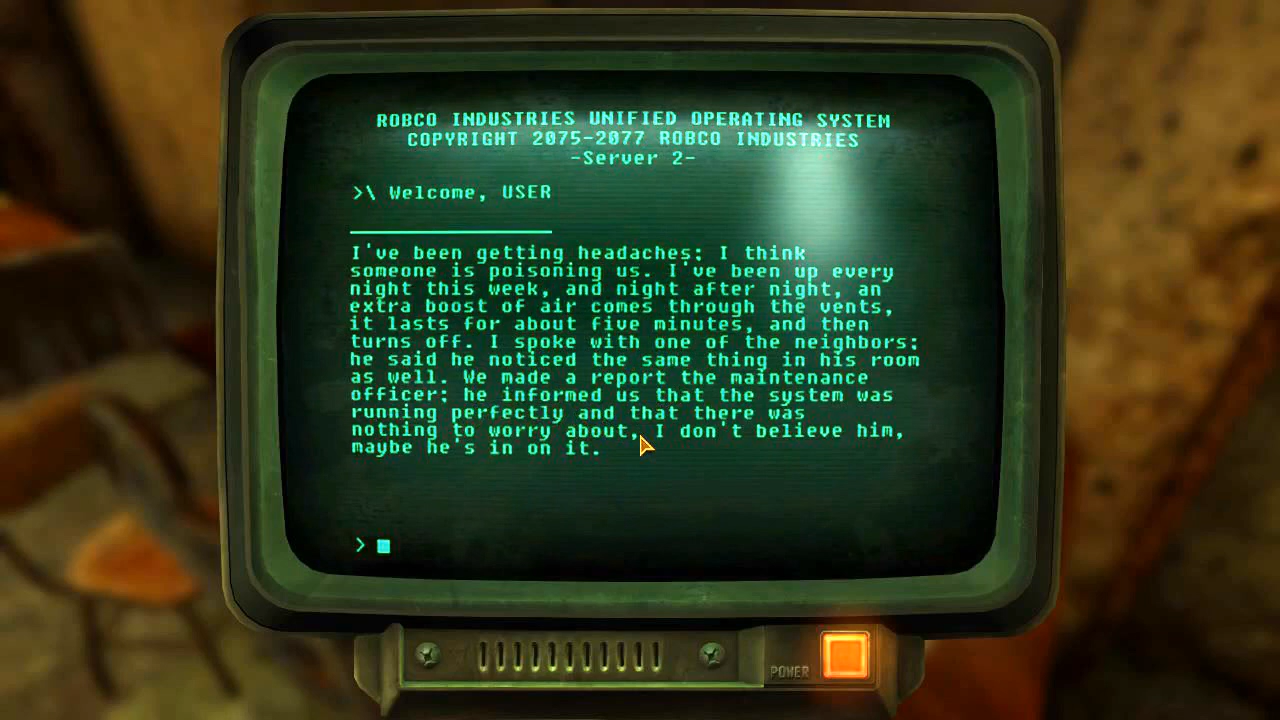 ROBCO INDUSTRIES UNIFIED OPERATING SYSTEM
COPYRIGHT 2075-2077 ROBCO INDUSTRIES
-Server 2-
>\ Welcome, USER
I've been getting headaches; I think
someone is poisoning us. I've been up every
night this week, and night after night, an
extra boost of air comes through the vents,
it lasts for about five minutes, and then
turns off. I spoke with one of the neighbors;
he said he noticed the same thing in his room
as well. We made a report the maintenance
officer; he informed us that the system was
running perfectly and that there was
nothing to worry about, I don't believe him,
maybe he's in on it.
>
POWER